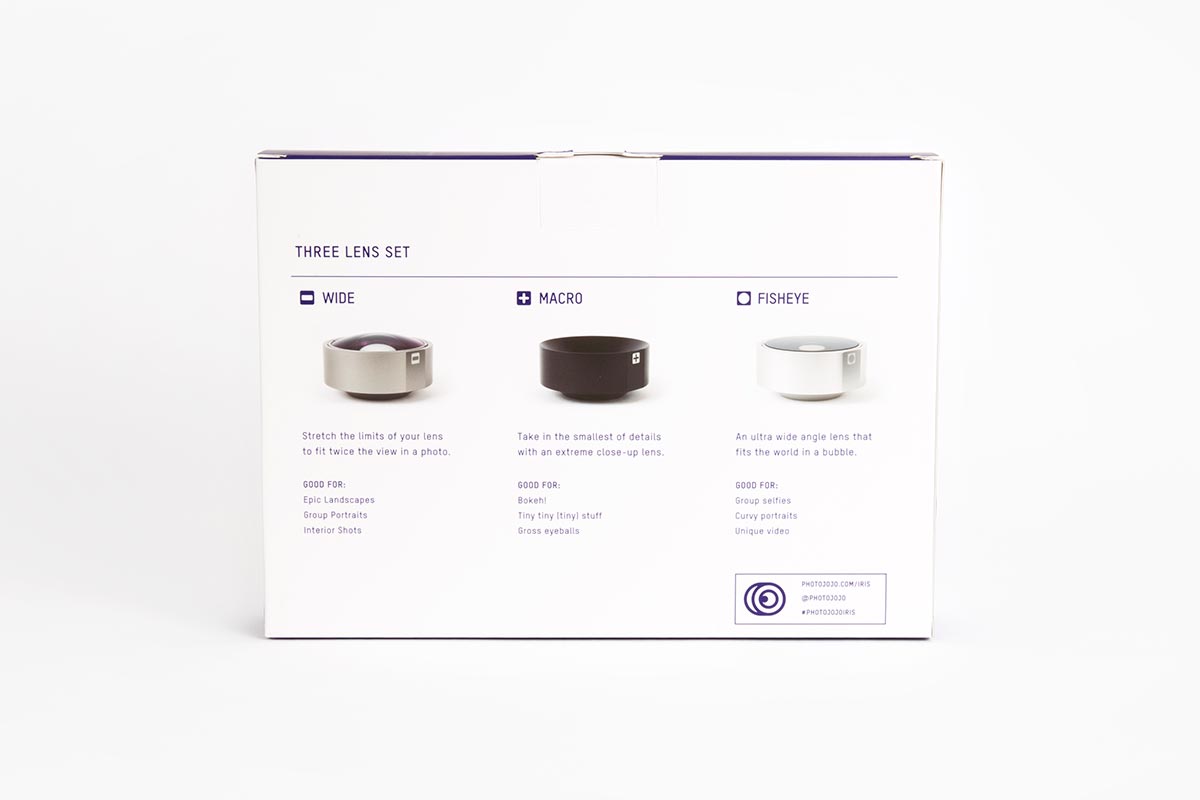 THREE LENS SET
WIDE
Stretch the limits of your lens
to fit twice the view in a photo.
GOOD FOR:
Epic Landscapes
Group Portraits
Interior Shots
MACRO
Take in the smallest of details
with an extreme close-up lens.
GOOD FOR:
Bokeh!
Tiny tiny (tiny) stuff
Gross eyeballs
FISHEYE
An ultra wide angle lens that
fits the world in a bubble.
GOOD FOR:
Group selfies
Curvy portraits
Unique video
PHOTOJOJO.COM/IRIS
@PHOTOJOJO
#PHOTOJOJOIRIS